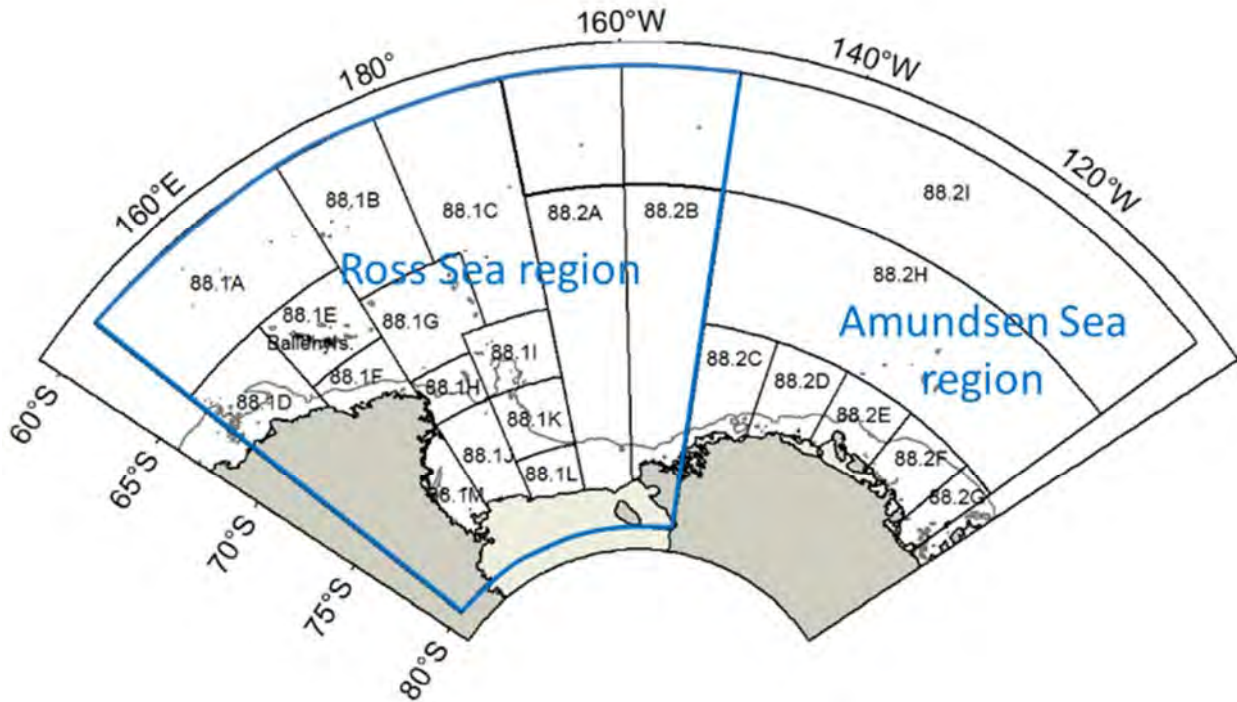 160°W
180°
140°W
160°E
120°W
88.2I
88.1B
88.1C
88.2A
88.2B
88.1A
Ross Sea region
88.2H
88.1E
88.1G
Amundsen Sea
region
Balleny Is.
88.1I
88.2C
88.1F
88.1H
88.2D
88.1D
88.1K
88.2E
60°S
88.1J
88.2F
65°S
88.1L
88.1M
88.2G
70°S
75°S
80°S